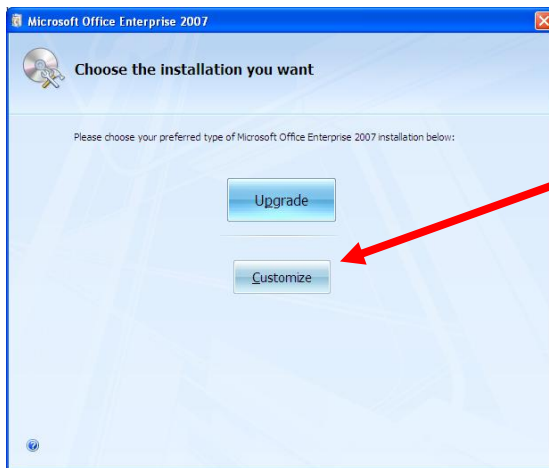 Microsoft Office Enterprise 2007
Choose the installation you want
Please choose your preferred type of Microsoft Office Enterprise 2007 installation below:
Upgrade
Customize